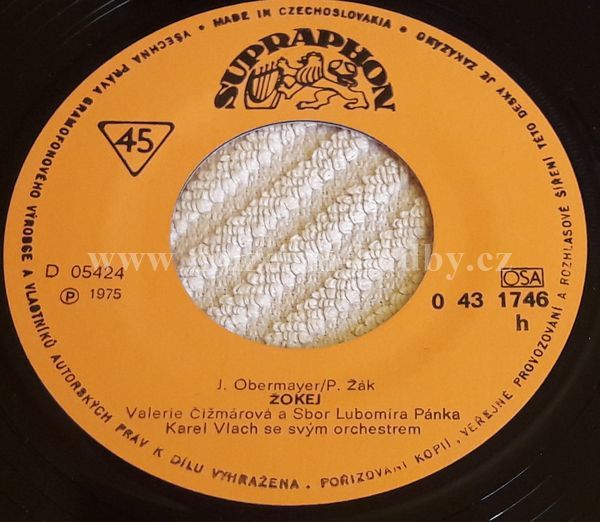 • MADE IN CZECHOSLOVAKIA •
VŠECHNA PRÁVA GRAMOFONOVÉHO VÝROBCE A VLASTNÍKŮ AUTORSKÝCH PRÁV K DÍLU VYHRAŽENA. POŘIZOVÁNÍ KOPIÍ, VEŘEJNÉ PROVOZOVÁNÍ A ROZHLASOVÉ ŠÍŘENÍ TÉTO DESKY JE ZAKÁZÁNO
SUPRAPHON
45
D 05424
Ⓟ 1975
OSA
0 43 1746
h
J. Obermayer/P. Žák
ŽOKEJ
Valerie Čižmárová a Sbor Lubomíra Pánka
Karel Vlach se svým orchestrem